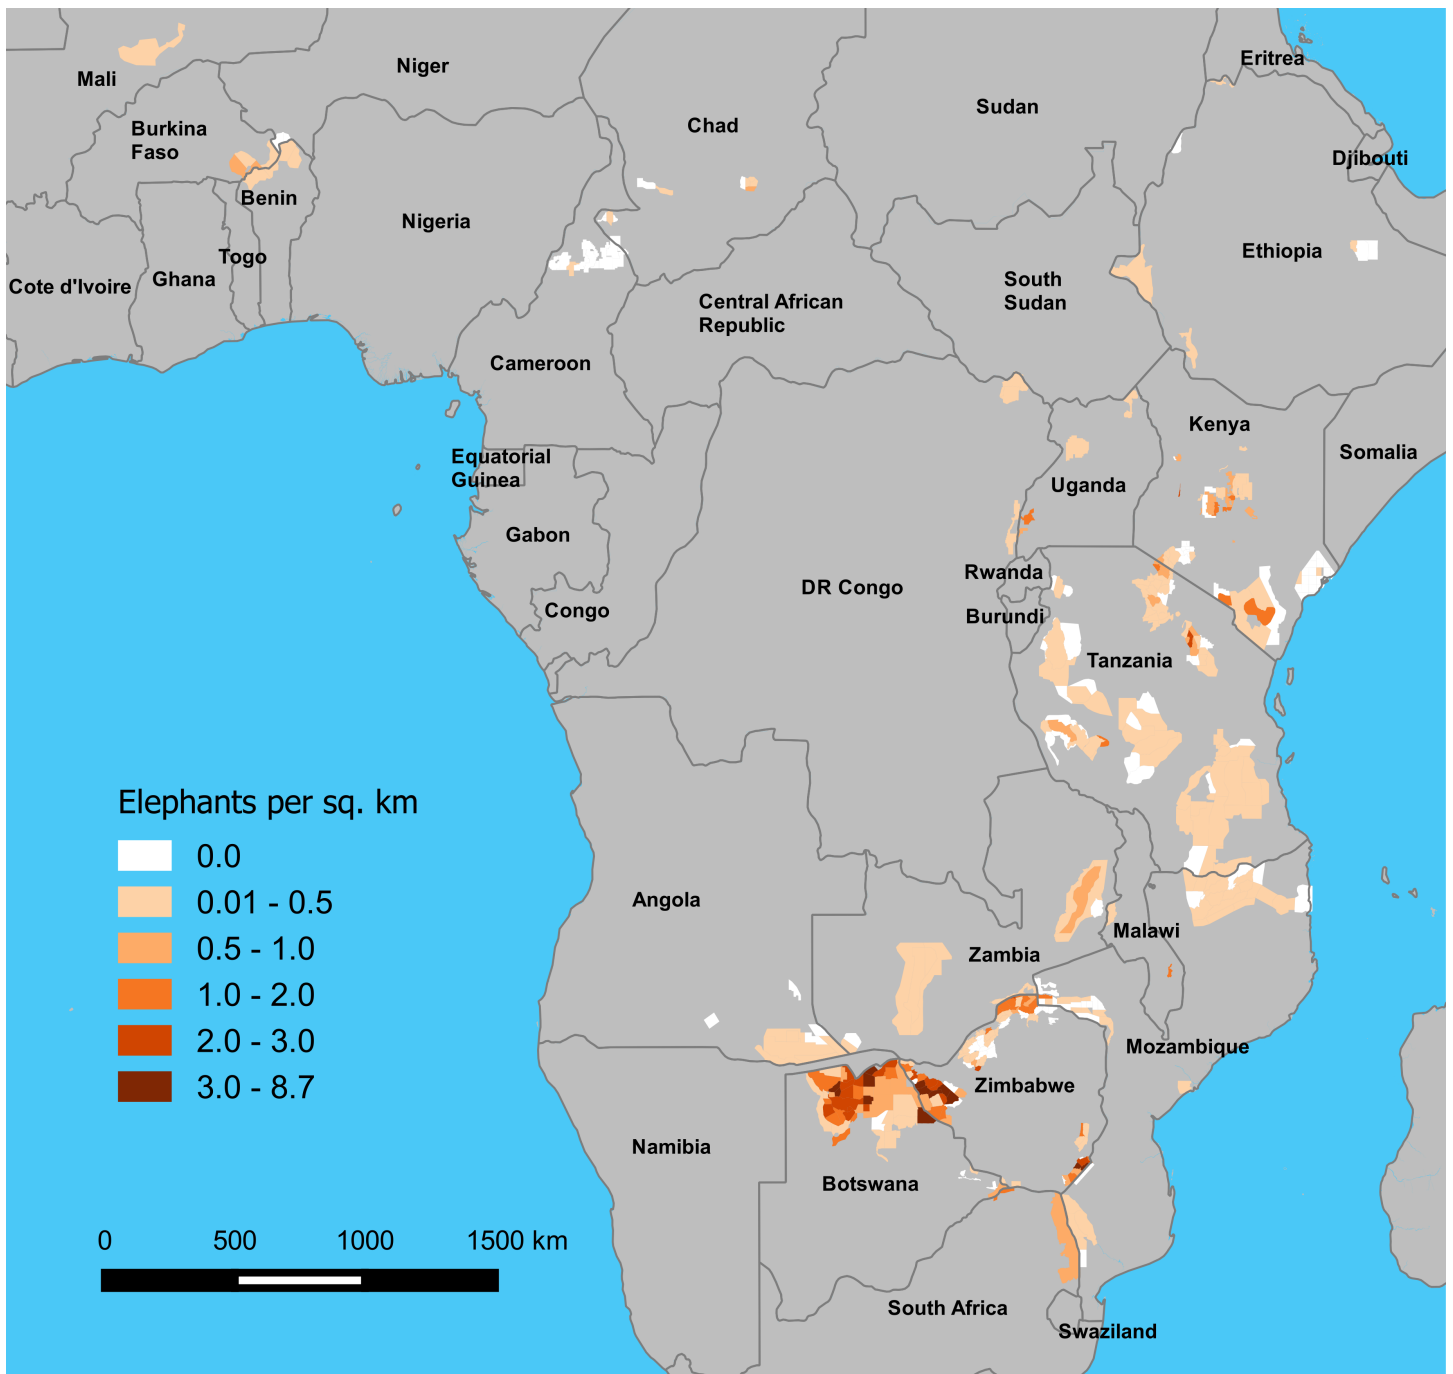 Eritrea
Niger
Mali
Sudan
Chad
Burkina
Faso
Djibouti
Benin
Nigeria
Ethiopia
Togo
Ghana
Cote d'Ivoire
South
Sudan
Central African
Republic
Cameroon
Kenya
Somalia
Equatorial
Guinea
Uganda
Gabon
Rwanda
DR Congo
Congo
Burundi
Tanzania
Elephants per sq. km
0.0
0.01 - 0.5
0.5 - 1.0
1.0 - 2.0
2.0 - 3.0
3.0 - 8.7
Angola
Malawi
Zambia
Mozambique
Zimbabwe
Namibia
Botswana
0 500 1000 1500 km
South Africa
Swaziland